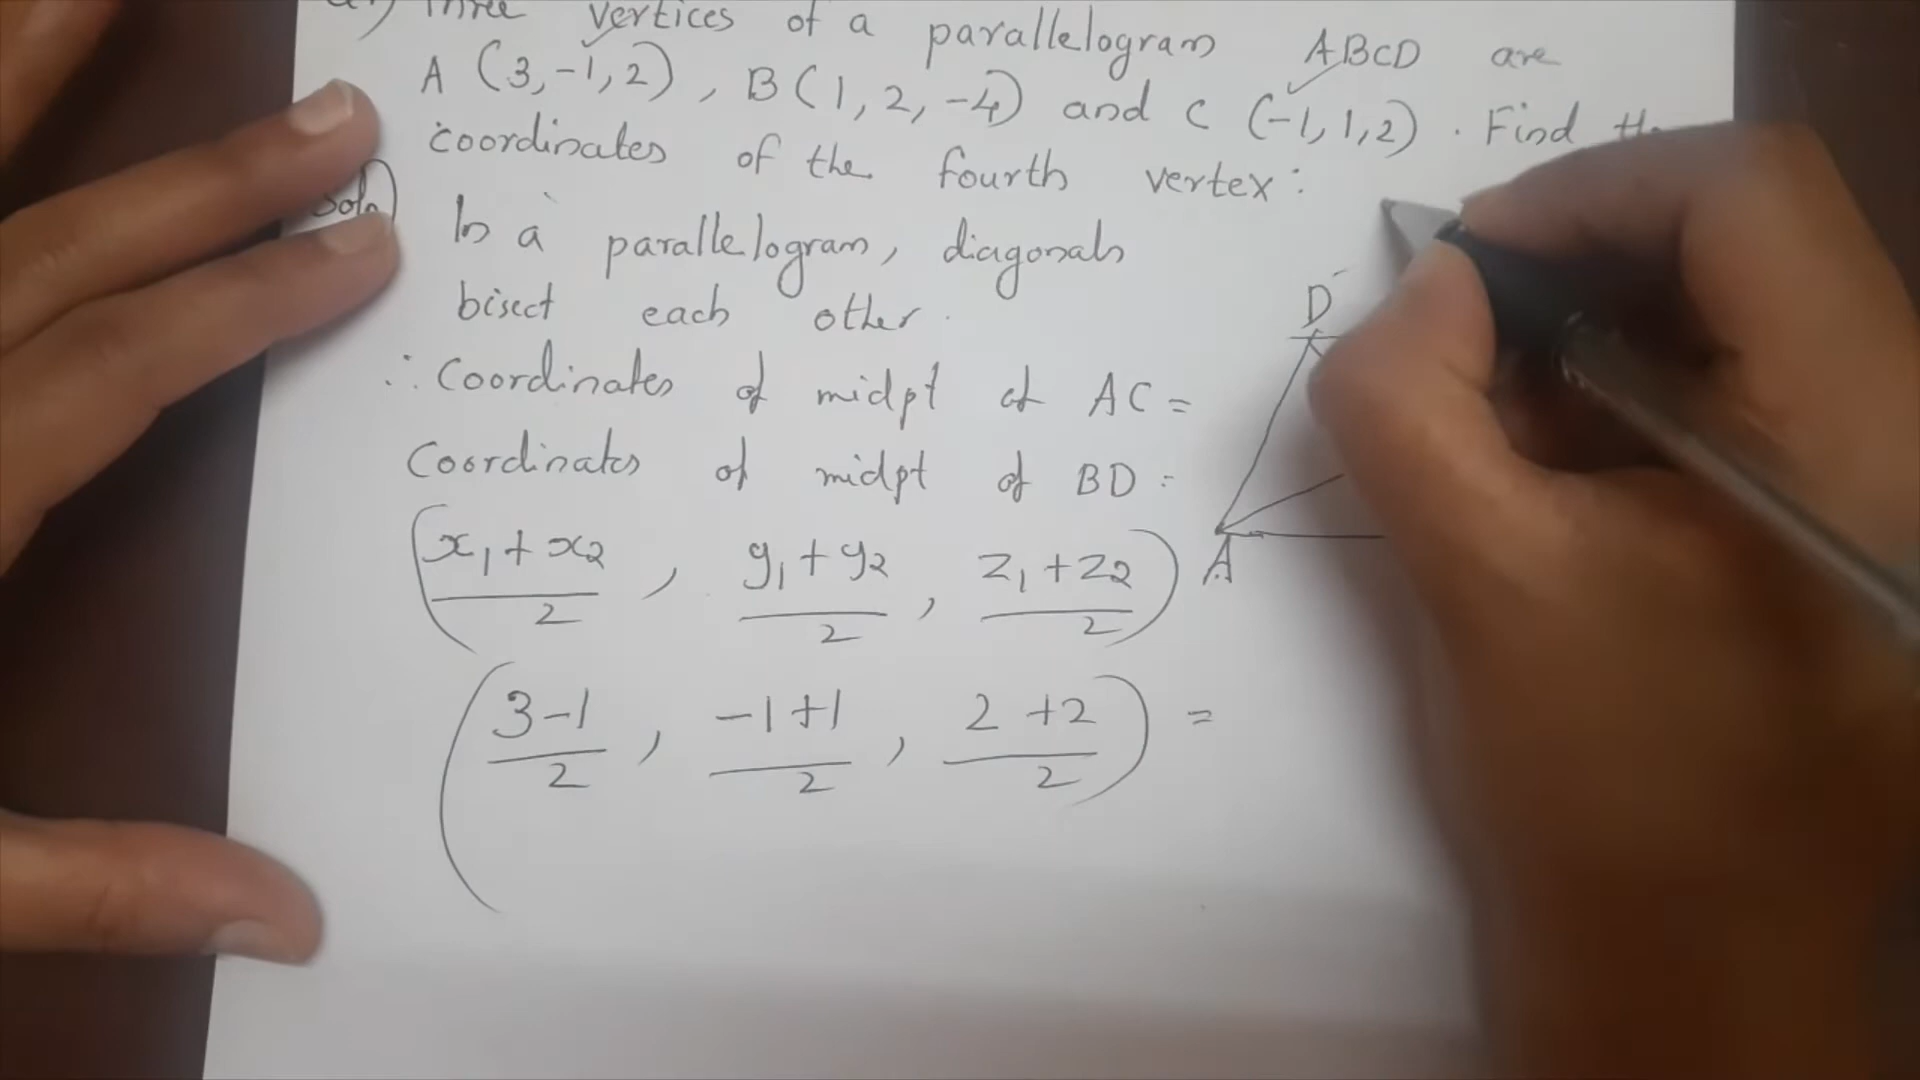 Three vertices of a parallelogram ABCD are
A (3,-1,2), B(1, 2, -4) and C (-1,1,2). Find
coordinates of the fourth vertex:
Soln) In a parallelogram, diagonals
bisect each other.
D
∴ Coordinates of midpt of AC =
Coordinates of midpt of BD =
(x₁+x₂/2, y₁+y₂/2, z₁+z₂/2)
A
(3-1/2, -1+1/2, 2+2/2) =
(